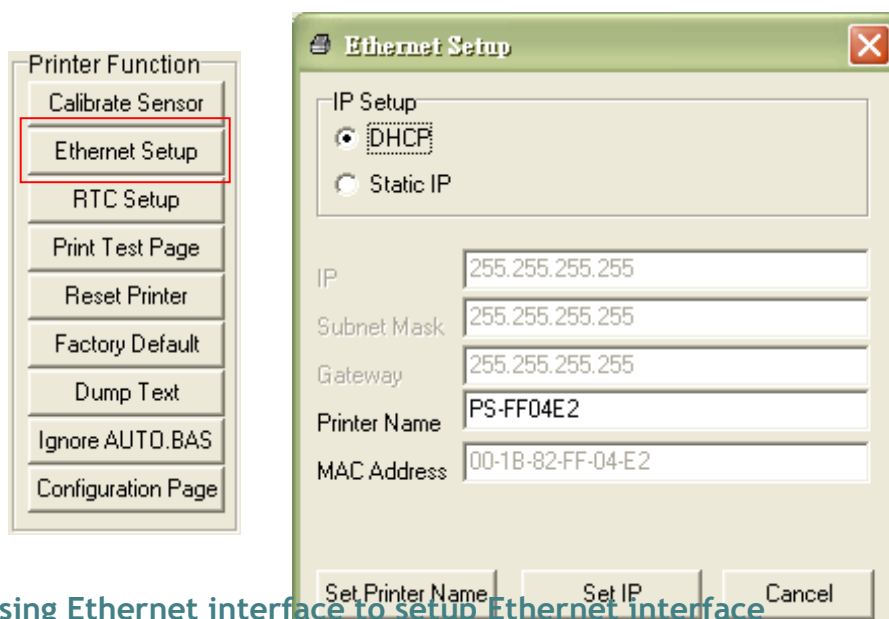 Printer Function
Calibrate Sensor
Ethernet Setup
RTC Setup
Print Test Page
Reset Printer
Factory Default
Dump Text
Ignore AUTO.BAS
Configuration Page
Ethernet Setup
IP Setup
DHCP
Static IP
IP 255.255.255.255
Subnet Mask 255.255.255.255
Gateway 255.255.255.255
Printer Name PS-FF04E2
MAC Address 00-1B-82-FF-04-E2
Set Printer Name Set IP Cancel
sing Ethernet interface to setup Ethernet interface